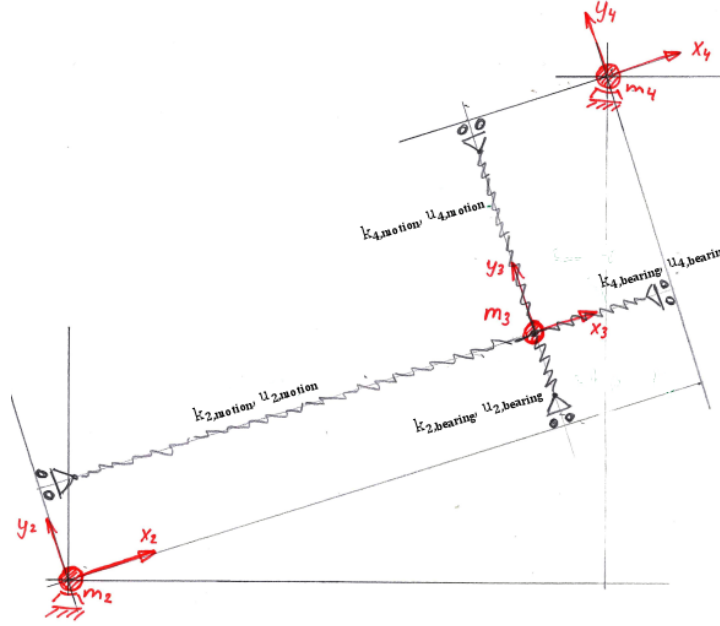 y4
x4
m4
k4,motion, u4,motion
y3
k4,bearing, u4,bearing
m3
x3
k2,motion, u2,motion
k2,bearing, u2,bearing
y2
x2
m2